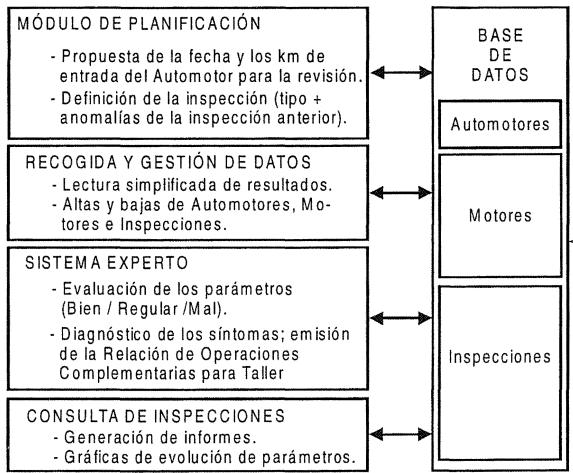 MÓDULO DE PLANIFICACIÓN
- Propuesta de la fecha y los km de
entrada del Automotor para la revisión.
- Definición de la inspección (tipo +
anomalías de la inspección anterior).
RECOGIDA Y GESTIÓN DE DATOS
- Lectura simplificada de resultados.
- Altas y bajas de Automotores, Mo-
tores e Inspecciones.
SISTEMA EXPERTO
- Evaluación de los parámetros
(Bien / Regular /Mal).
- Diagnóstico de los síntomas; emisión
de la Relación de Operaciones
Complementarias para Taller
CONSULTA DE INSPECCIONES
- Generación de informes.
- Gráficas de evolución de parámetros.
BASE
DE
DATOS
Automotores
Motores
Inspecciones